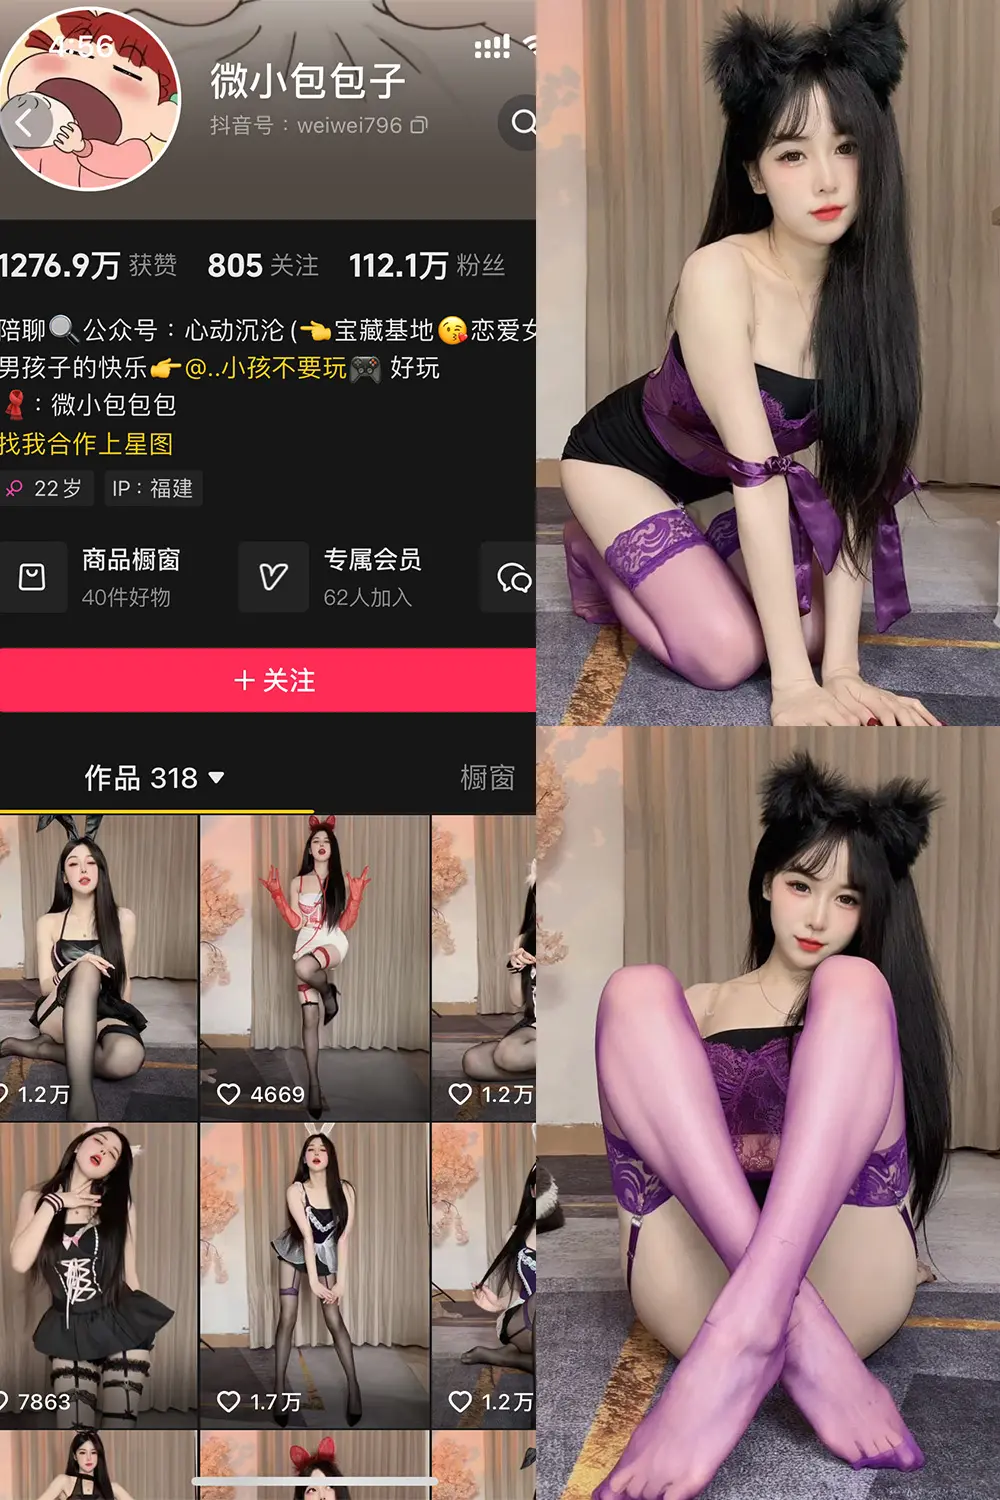 4:56
微小包包子
抖音号：weiwei796
1276.9万 获赞 805 关注 112.1万 粉丝
陪聊🔍公众号：心动沉沦 (👈宝藏基地😘恋爱
男孩子的快乐👉@..小孩不要玩🎮 好玩
🧣：微小包包包
找我合作上星图
22岁 IP：福建
商品橱窗 专属会员
40件好物 62人加入
+ 关注
作品 318 橱窗
1.2万 4669 1.2万
7863 1.7万 1.2万